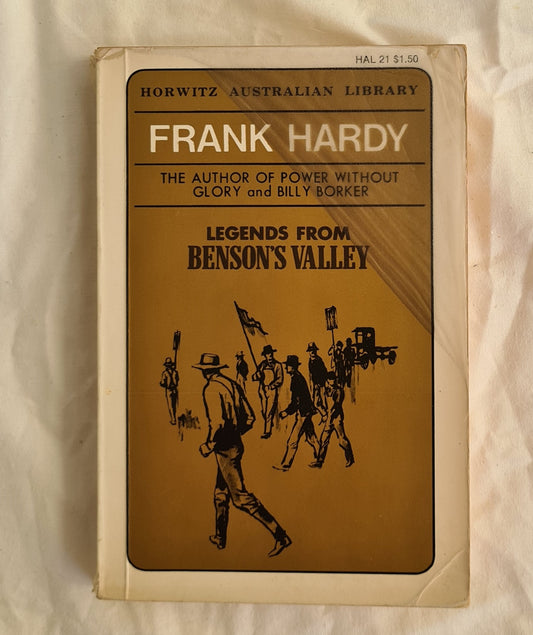 HAL 21 $1.50
HORWITZ AUSTRALIAN LIBRARY
FRANK HARDY
THE AUTHOR OF POWER WITHOUT
GLORY and BILLY BORKER
LEGENDS FROM
BENSON'S VALLEY